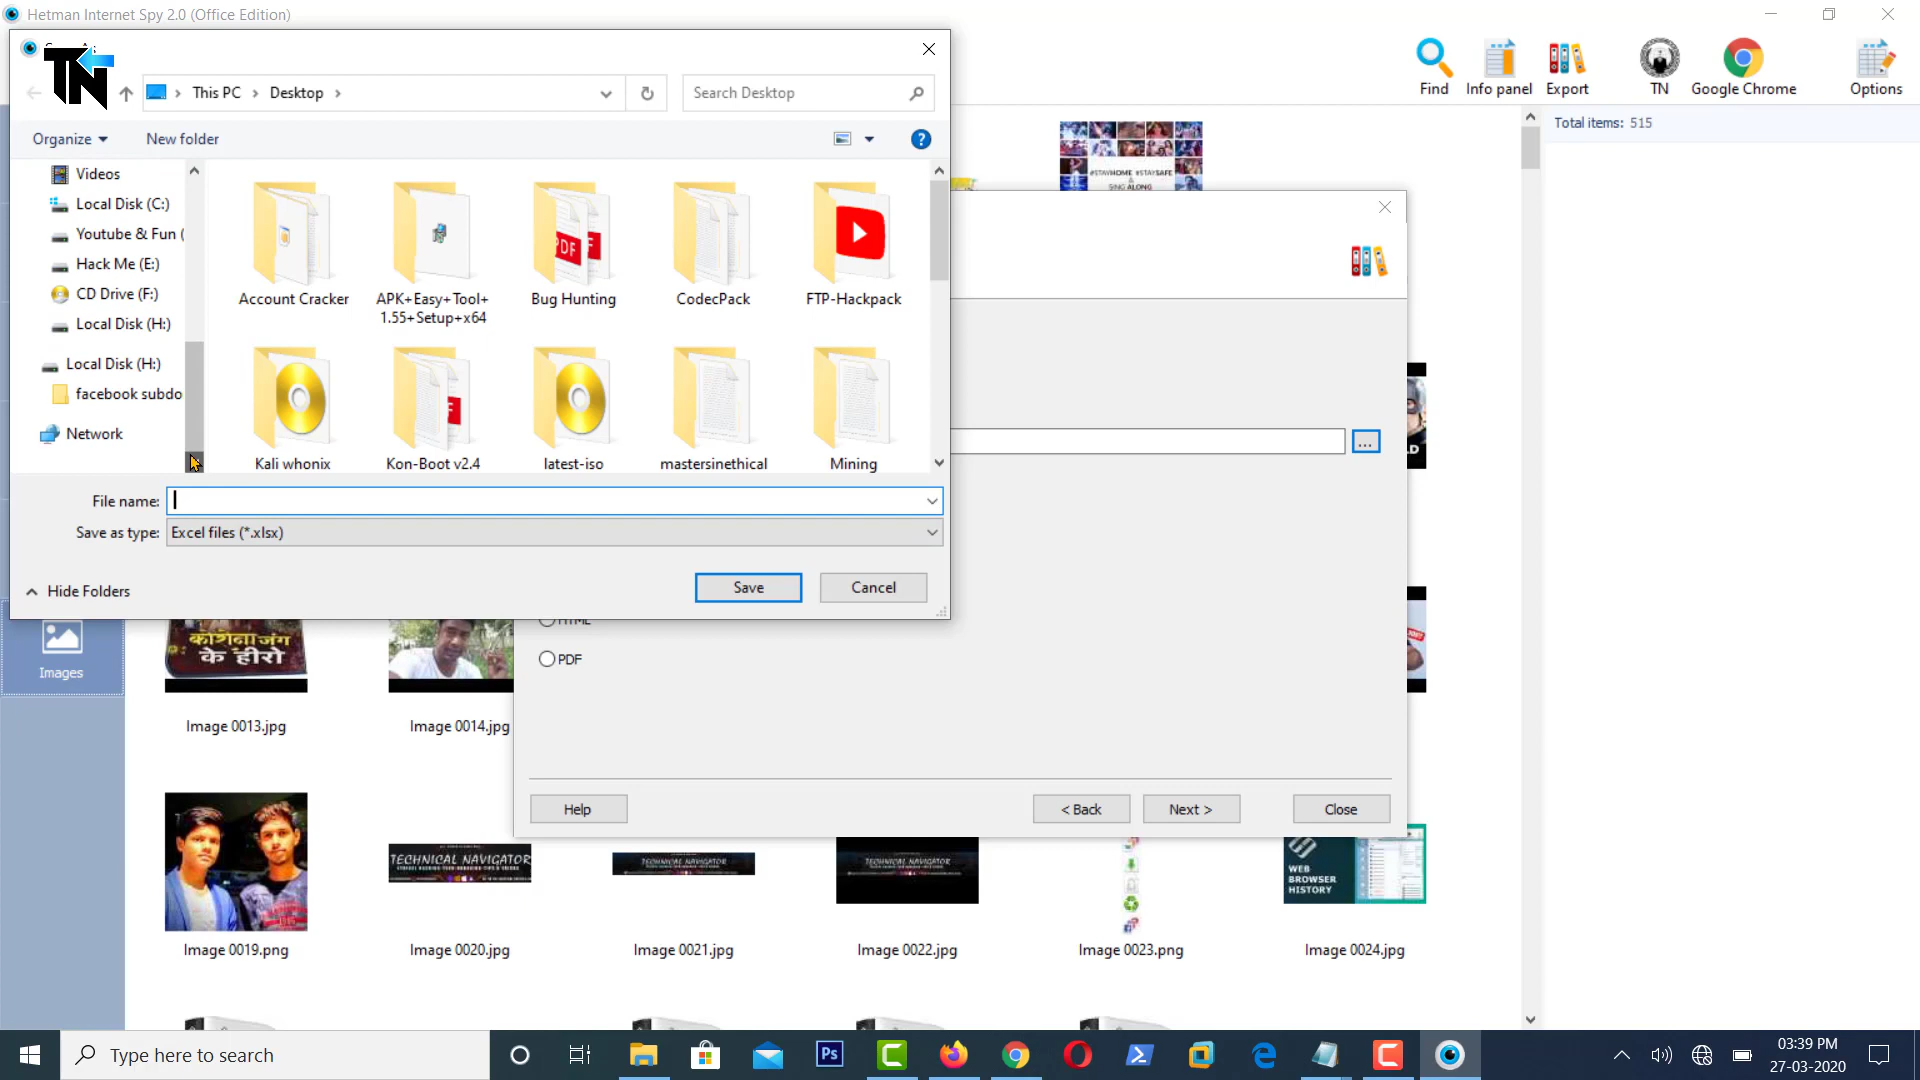 Hetman Internet Spy 2.0 (Office Edition)
TN
This PC
Desktop
Search Desktop
Organize
New folder
Videos
Local Disk (C:)
Youtube & Fun (
Hack Me (E:)
CD Drive (F:)
Local Disk (H:)
Local Disk (H:)
facebook subdo
Network
Account Cracker
APK+Easy+Tool+
1.55+Setup+x64
Bug Hunting
CodecPack
FTP-Hackpack
Kali whonix
Kon-Boot v2.4
latest-iso
mastersinethical
Mining
File name:
Save as type:
Excel files (*.xlsx)
Hide Folders
Save
Cancel
Find
Info panel
Export
TN
Google Chrome
Options
Total items: 515
#STAYHOME #STAYSAFE
&
SING ALONG
...
HTML
PDF
Help
< Back
Next >
Close
Images
कोरोना जंग
के हीरो
Image 0013.jpg
Image 0014.jpg
TECHNICAL NAVIGATOR
TECHNICAL NAVIGATOR
TECHNICAL NAVIGATOR
WEB
BROWSER
HISTORY
Image 0019.png
Image 0020.jpg
Image 0021.jpg
Image 0022.jpg
Image 0023.png
Image 0024.jpg
Type here to search
Ps
03:39 PM
27-03-2020